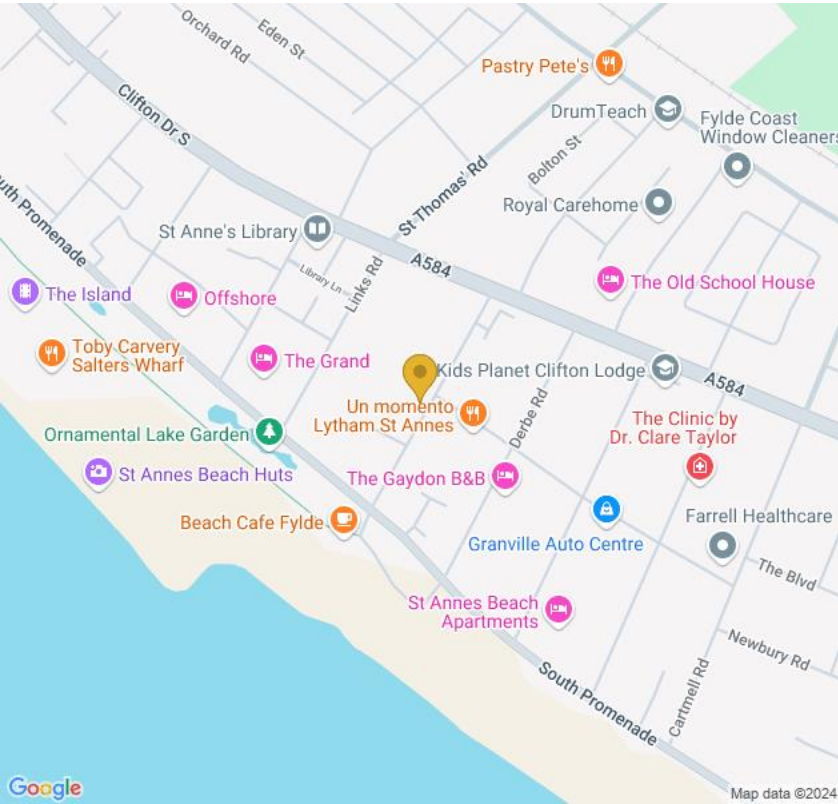 Orchard Rd
Eden St
Pastry Pete's
Clifton Dr S
DrumTeach
Fylde Coast
Window Cleaners
Bolton St
St Thomas' Rd
Royal Carehome
South Promenade
St Anne's Library
A584
Library Ln
Links Rd
The Old School House
The Island
Offshore
Toby Carvery
Salters Wharf
The Grand
Kids Planet Clifton Lodge
A584
Un momento
Lytham St Annes
Derbe Rd
The Clinic by
Dr. Clare Taylor
Ornamental Lake Garden
St Annes Beach Huts
The Gaydon B&B
Beach Cafe Fylde
Granville Auto Centre
Farrell Healthcare
The Blvd
St Annes Beach
Apartments
Newbury Rd
South Promenade
Cartmell Rd
Google
Map data ©2024